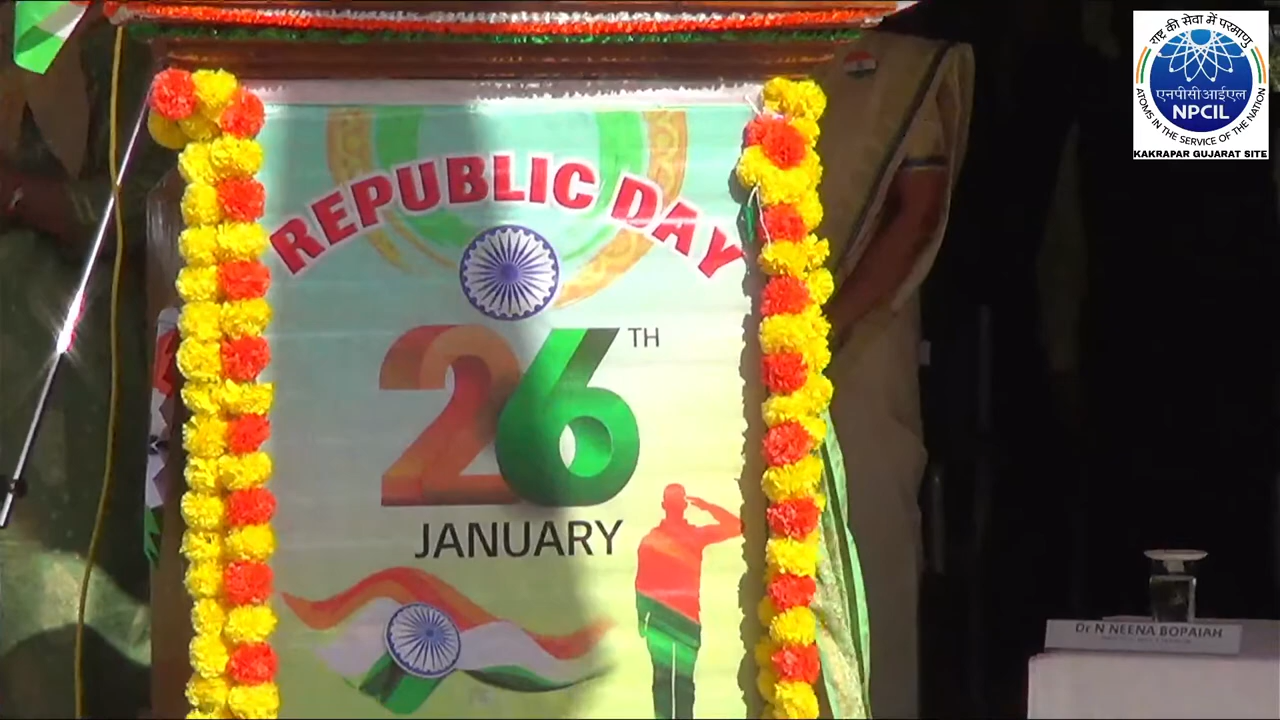 REPUBLIC DAY
26TH
JANUARY
राष्ट्र की सेवा में परमाणु
एनपीसीआईएल
NPCIL
ATOMS IN THE SERVICE OF THE NATION
KAKRAPAR GUJARAT SITE
Dr N NEENA BOPAIAH